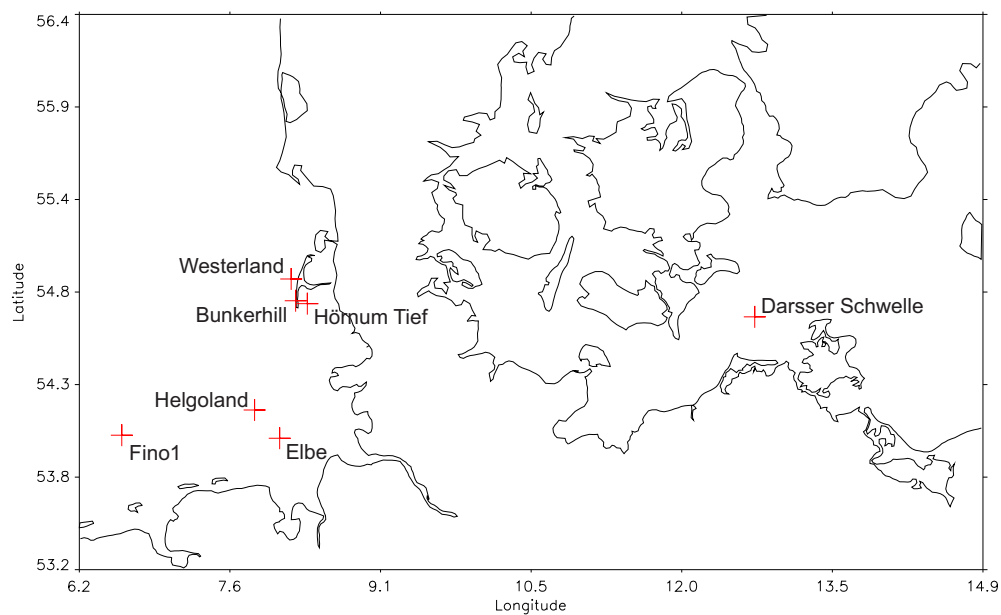 56.4
55.9
55.4
Latitude
54.8
54.3
53.8
53.2
Westerland
Bunkerhill
Hörnum Tief
Darsser Schwelle
Helgoland
Fino1
Elbe
6.2 7.6 9.1 10.5 12.0 13.5 14.9
Longitude